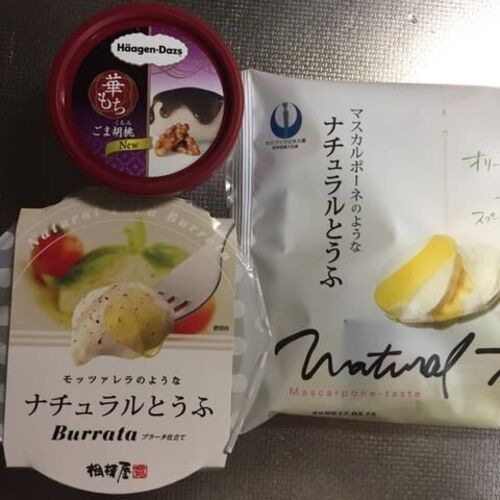 Häagen-Dazs
華もち
くるみ
ごま胡桃
New
Natural Tofu Burrata
モッツァレラのような
ナチュラルとうふ
Burrata ブラータ仕立て
相模屋
マスカルポーネのような
ナチュラルとうふ
Natural
Mascarpone-taste